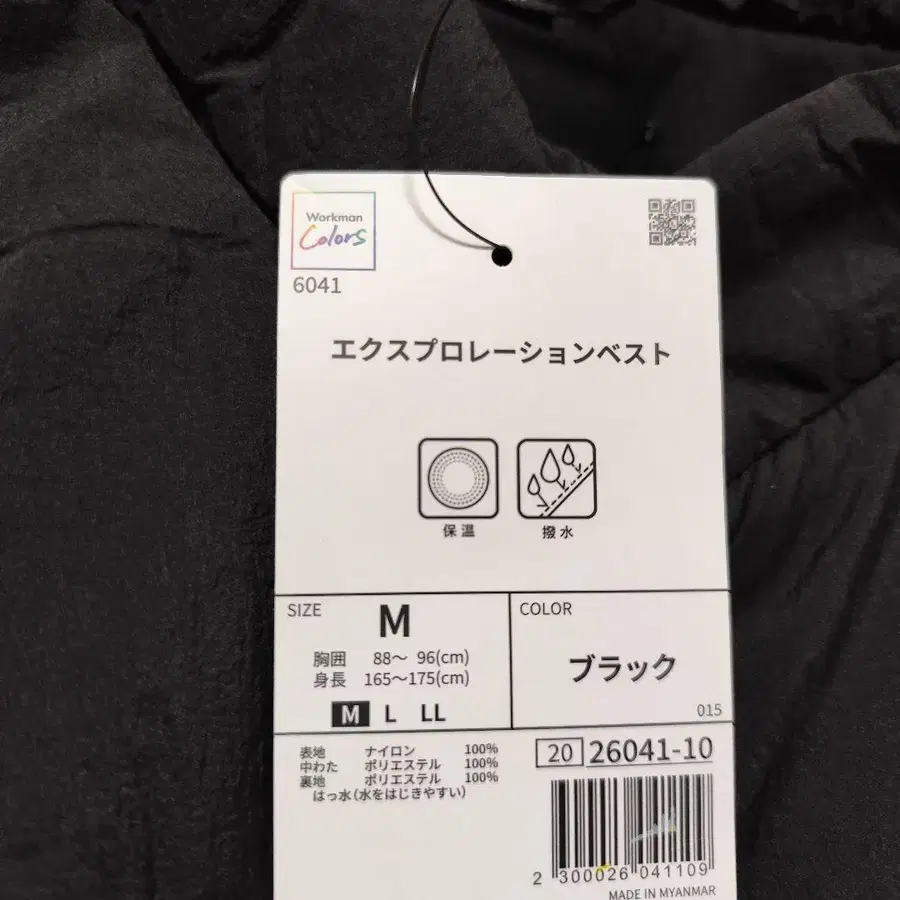 Workman
Colors
6041
エクスプロレーションベスト
保温
撥水
SIZE
M
胸囲 88〜 96(cm)
身長 165〜175(cm)
M L LL
COLOR
ブラック
015
表地 ナイロン 100%
中わた ポリエステル 100%
裏地 ポリエステル 100%
はっ水(水をはじきやすい)
20 26041-10
2 300026 041109
MADE IN MYANMAR